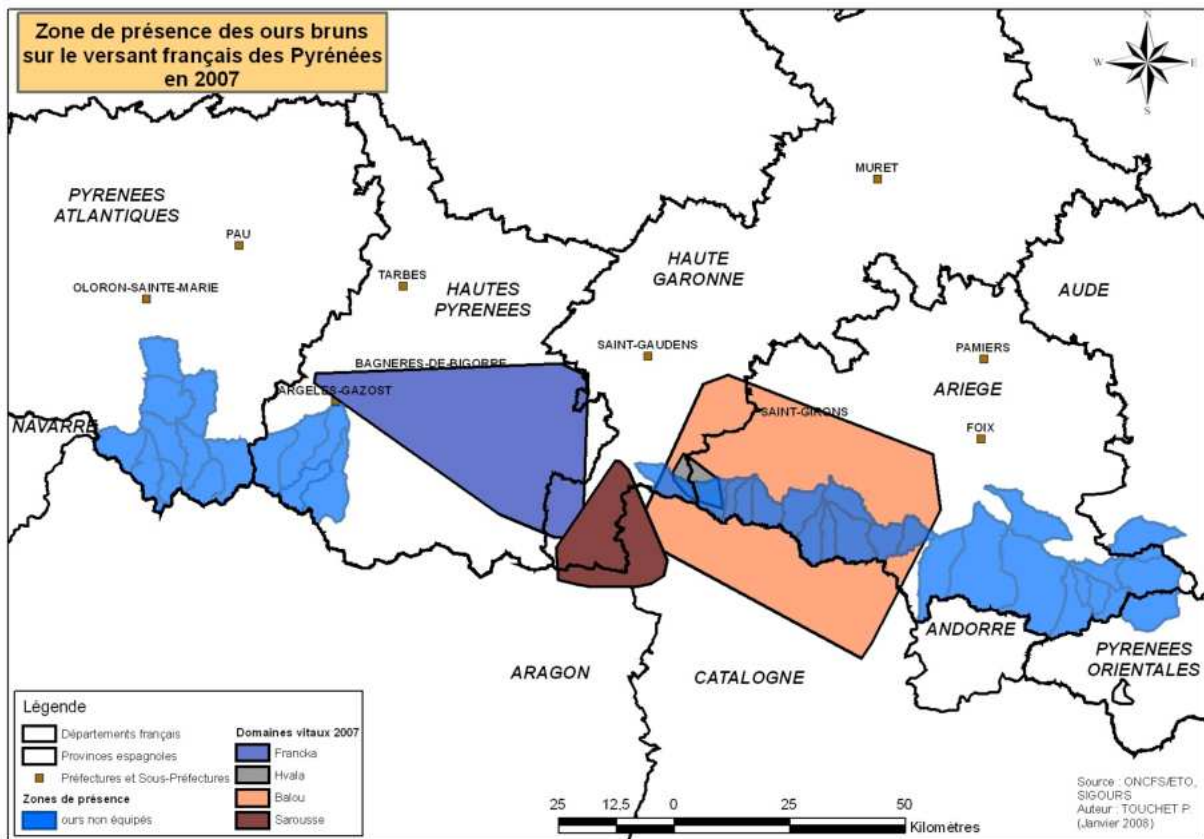 Zone de présence des ours bruns
sur le versant français des Pyrénées
en 2007
N
W
E
S
MURET
PYRENEES
ATLANTIQUES
PAU
HAUTE
GARONNE
TARBES
OLORON-SAINTE-MARIE
HAUTES
PYRENEES
AUDE
SAINT-GAUDENS
PAMIERS
BAGNERES-DE-BIGORRE
ARGELES-GAZOST
ARIEGE
SAINT-GIRONS
NAVARRE
FOIX
ANDORRE
PYRENEES
ORIENTALES
ARAGON
CATALOGNE
Légende
Départements français
Provinces espagnoles
Préfectures et Sous-Préfectures
Zones de présence
ours non équipés
Domaines vitaux 2007
Francka
Hvala
Balou
Sarousse
25 12,5 0 25 50
Kilomètres
Source : ONCFS/ETO,
SIGOURS
Auteur : TOUCHET P.
(Janvier 2008)